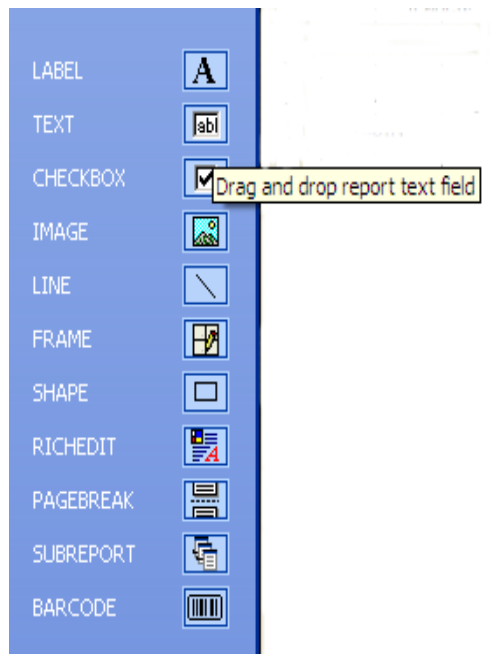 LABEL A
TEXT abl
CHECKBOX
Drag and drop report text field
IMAGE
LINE
FRAME
SHAPE
RICHEDIT A
PAGEBREAK
SUBREPORT
BARCODE